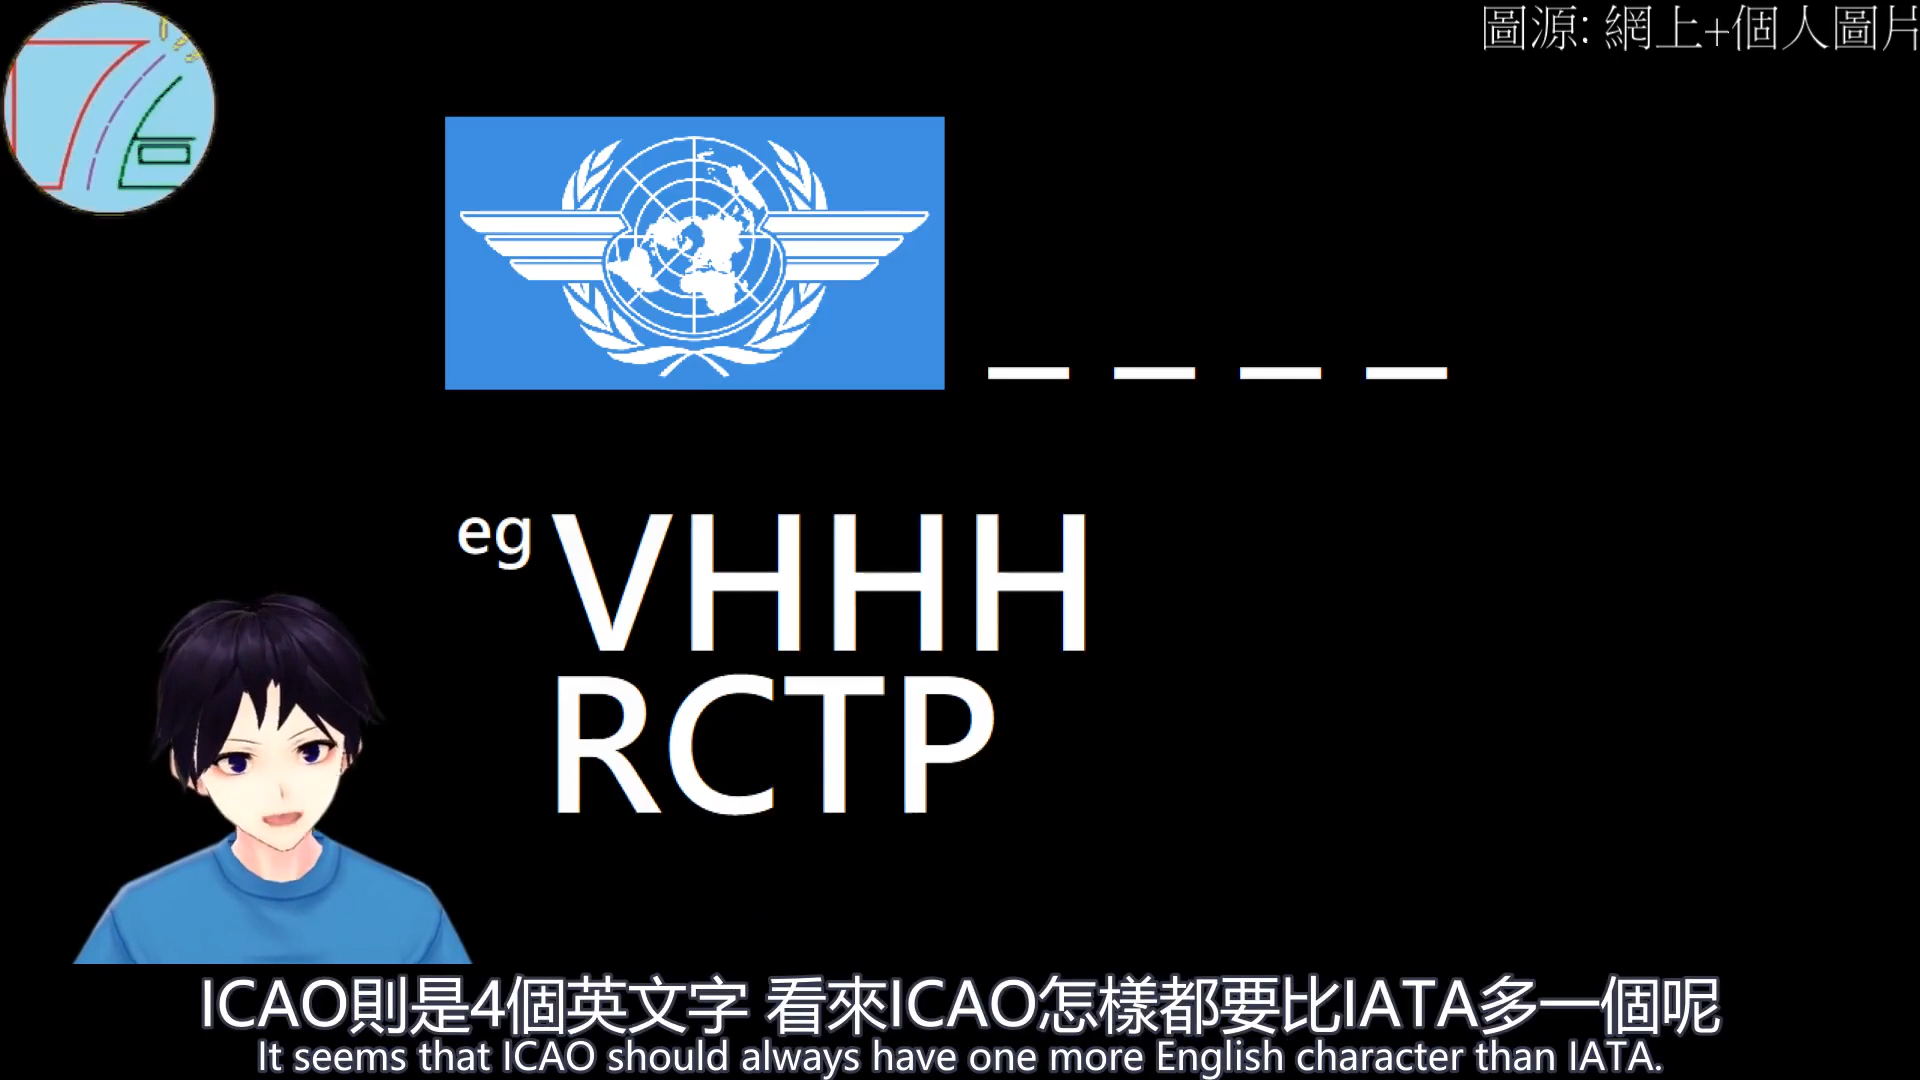 圖源: 網上+個人圖片
176
_ _ _ _
eg VHHH
RCTP
ICAO則是4個英文字 看來ICAO怎樣都要比IATA多一個呢
It seems that ICAO should always have one more English character than IATA.